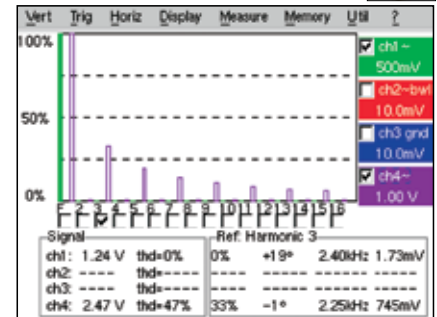 Vert Trig Horiz Display Measure Memory Util ?
100%
50%
0%
ch1 ~
500mV
ch2~bwl
10.0mV
ch3 gnd
10.0mV
ch4~
1.00 V
F 2 3 4 5 6 7 8 9 10 11 12 13 14 15 16
Signal Ref: Harmonic 3
ch1: 1.24 V thd=0% 0% +19° 2.40kHz 1.73mV
ch2: ---- thd=---- ---- ---- ----- -----
ch3: ---- thd=---- ---- ---- ----- -----
ch4: 2.47 V thd=47% 33% -1° 2.25kHz 745mV